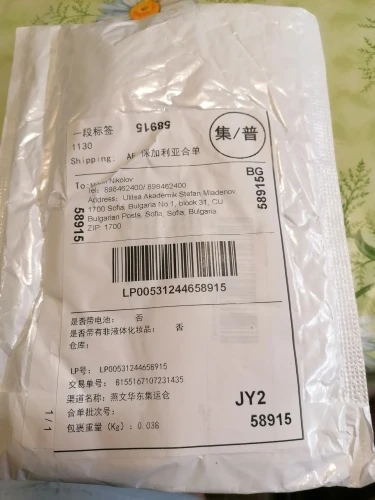 一段标签
58915
集/普
1130
Shipping: AE 保加利亚合单
BG
To: Nikolov
Tel: 898462400/ 898462400
Address: Ulitsa Akademik Stefan Mladenov,
1700 Sofia, Bulgaria No 1, block 31, CU
Bulgarian Posts, Sofia, Sofia, Bulgaria
ZIP: 1700
58915
58915
LP00531244658915
是否带电池: 否
是否带有非液体化妆品: 否
仓库:
LP号: LP00531244658915
交易单号: B155167107231435
渠道名称: 燕文华东集运仓
合单批次号:
包裹重量 (Kg): 0.038
JY2
58915
1/1